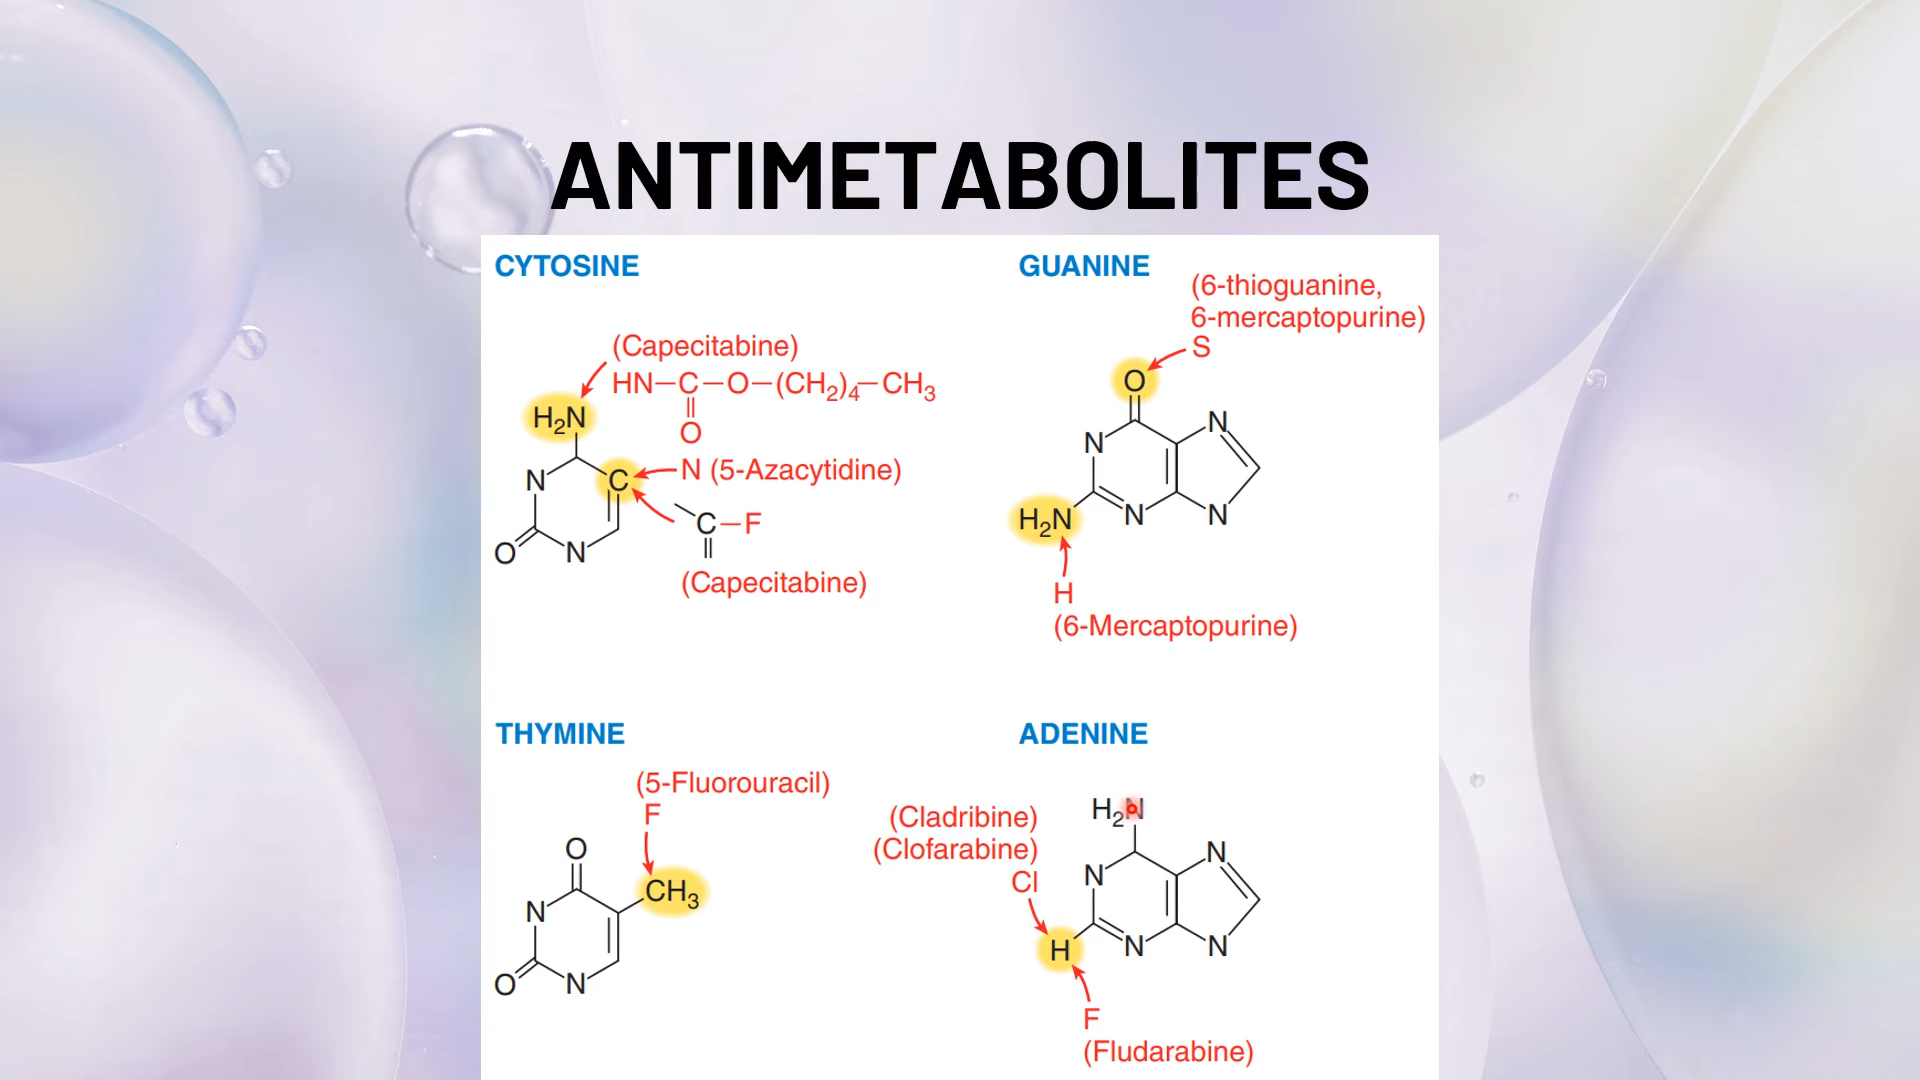 ANTIMETABOLITES
CYTOSINE
(Capecitabine)
HN—C—O—(CH₂)₄—CH₃
O
H₂N
N
C
N (5-Azacytidine)
C—F
O
N
(Capecitabine)
GUANINE
(6-thioguanine,
6-mercaptopurine)
S
O
N
N
H₂N
N
N
H
(6-Mercaptopurine)
THYMINE
(5-Fluorouracil)
F
O
CH₃
N
O
N
ADENINE
(Cladribine)
(Clofarabine)
Cl
H₂N
N
N
H
N
N
F
(Fludarabine)